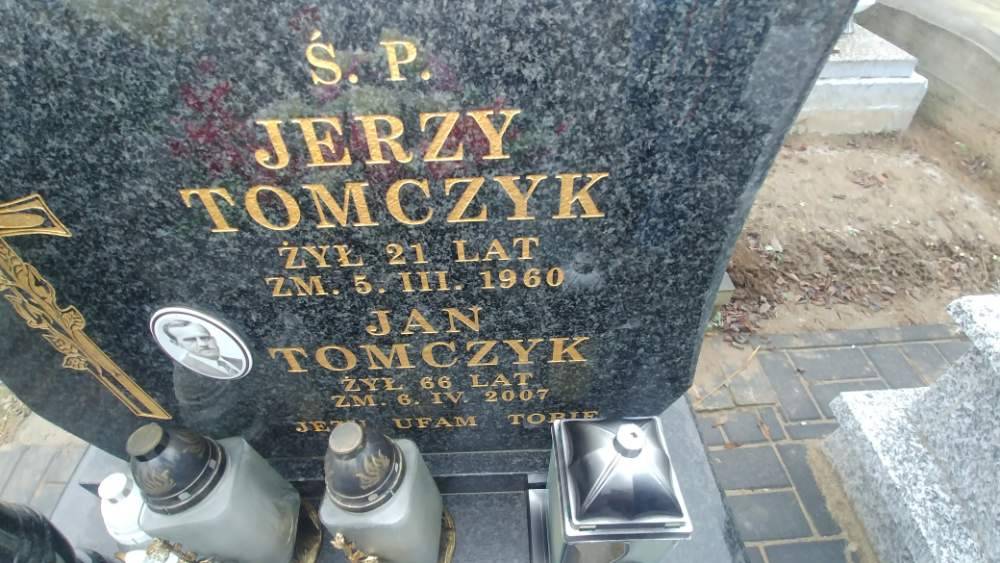 Ś. P.
JERZY
TOMCZYK
ŻYŁ 21 LAT
ZM. 5. III. 1960
JAN
TOMCZYK
ŻYŁ 66 LAT
ZM. 6. IV. 2007
JEZU UFAM TOBIE